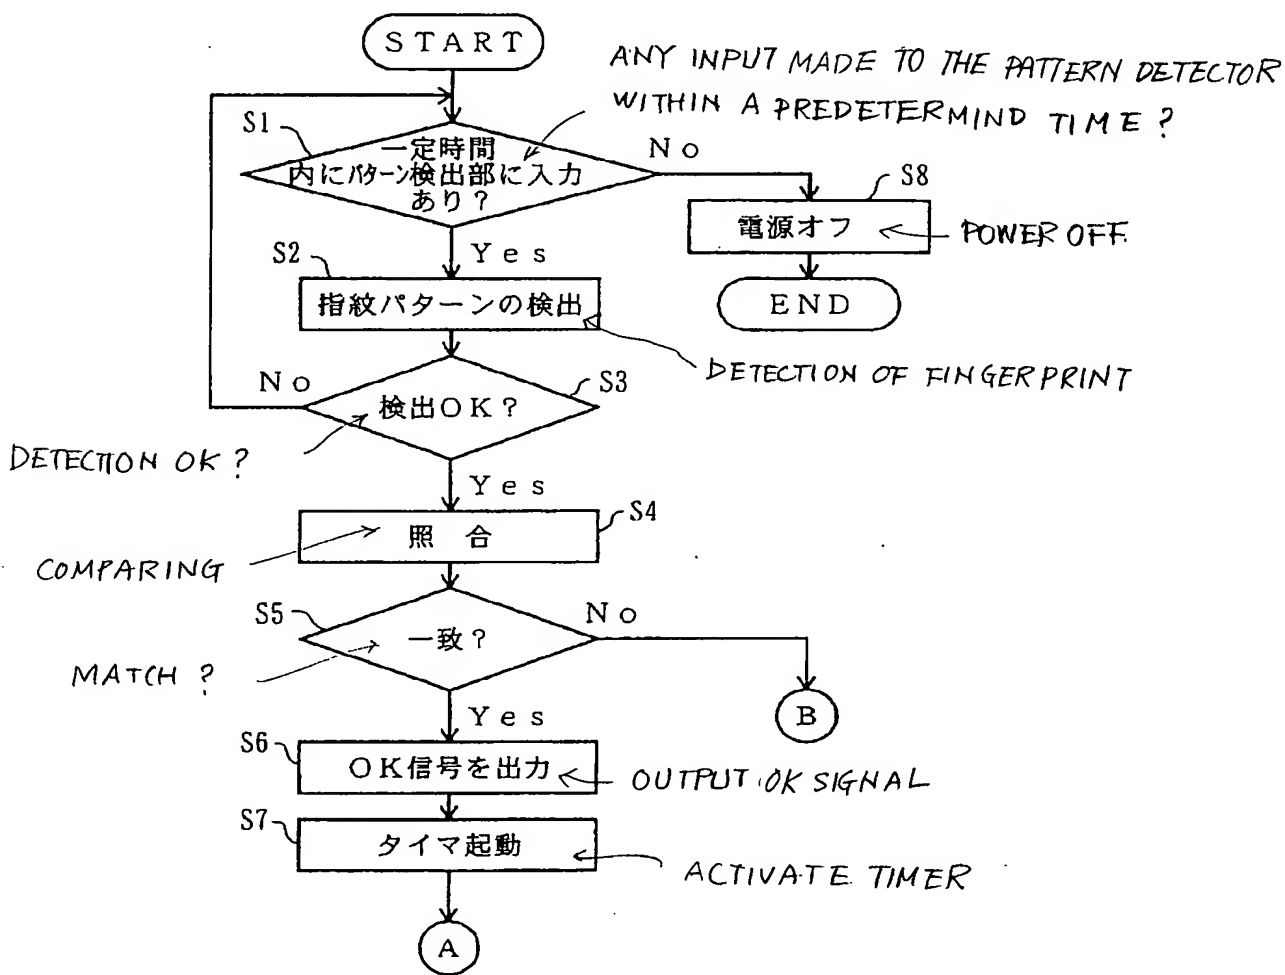 START
ANY INPUT MADE TO THE PATTERN DETECTOR
WITHIN A PREDETERMIND TIME?
S1
一定時間
内にパターン検出部に入力
あり?
No
S8
電源オフ
POWER OFF.
END
Yes
S2
指紋パターンの検出
DETECTION OF FINGERPRINT
S3
No
検出OK?
DETECTION OK?
Yes
S4
照 合
COMPARING
S5
一致?
No
MATCH?
B
Yes
S6
OK信号を出力
OUTPUT OK SIGNAL
S7
タイマ起動
ACTIVATE TIMER
A